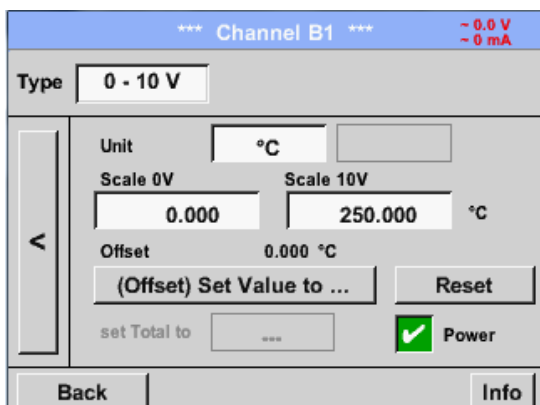 *** Channel B1 ***
~ 0.0 V
~ 0 mA
Type 0 - 10 V
Unit °C
Scale 0V Scale 10V
0.000 250.000 °C
<
Offset 0.000 °C
(Offset) Set Value to ... Reset
set Total to ... Power
Back Info